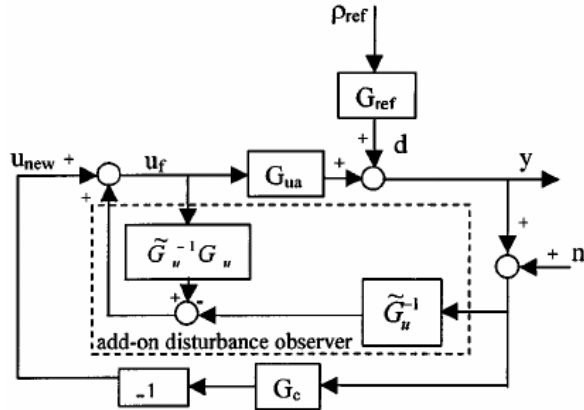 ρref
Gref
+ d
unew + uf Gua + y
+ +
G̃u⁻¹Gu + n
+ - G̃u⁻¹
add-on disturbance observer
-1 Gc